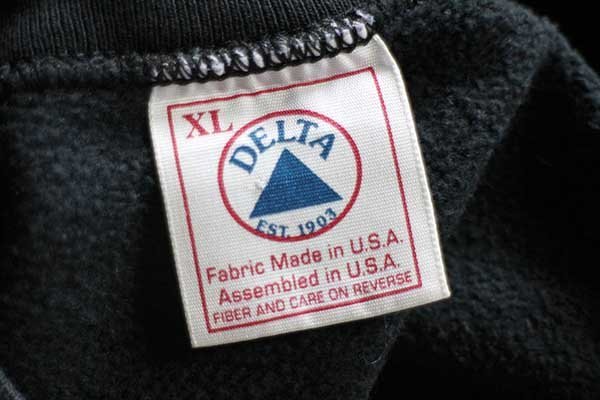 XL
DELTA
EST. 1903
Fabric Made in U.S.A.
Assembled in U.S.A.
FIBER AND CARE ON REVERSE